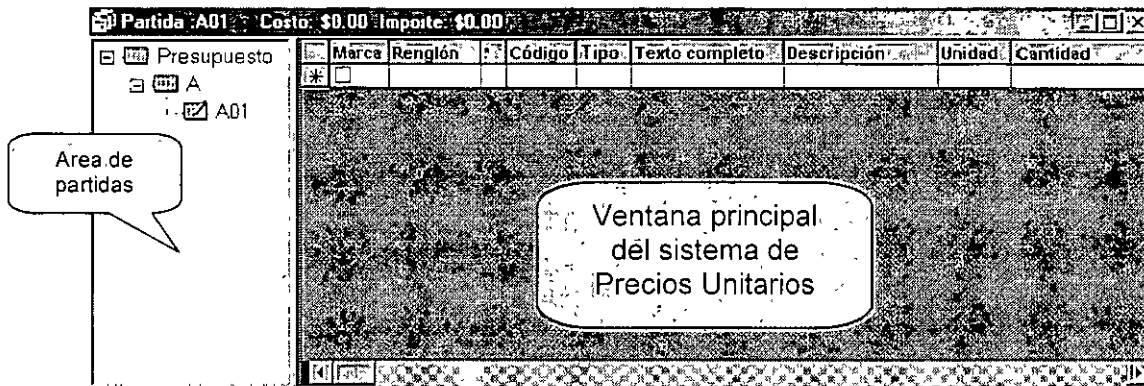 Partida :A01 Costo: $0.00 Importe: $0.00
Presupuesto
A
A01
Marca Renglón Código Tipo Texto completo Descripción Unidad Cantidad
Area de
partidas
Ventana principal
del sistema de
Precios Unitarios